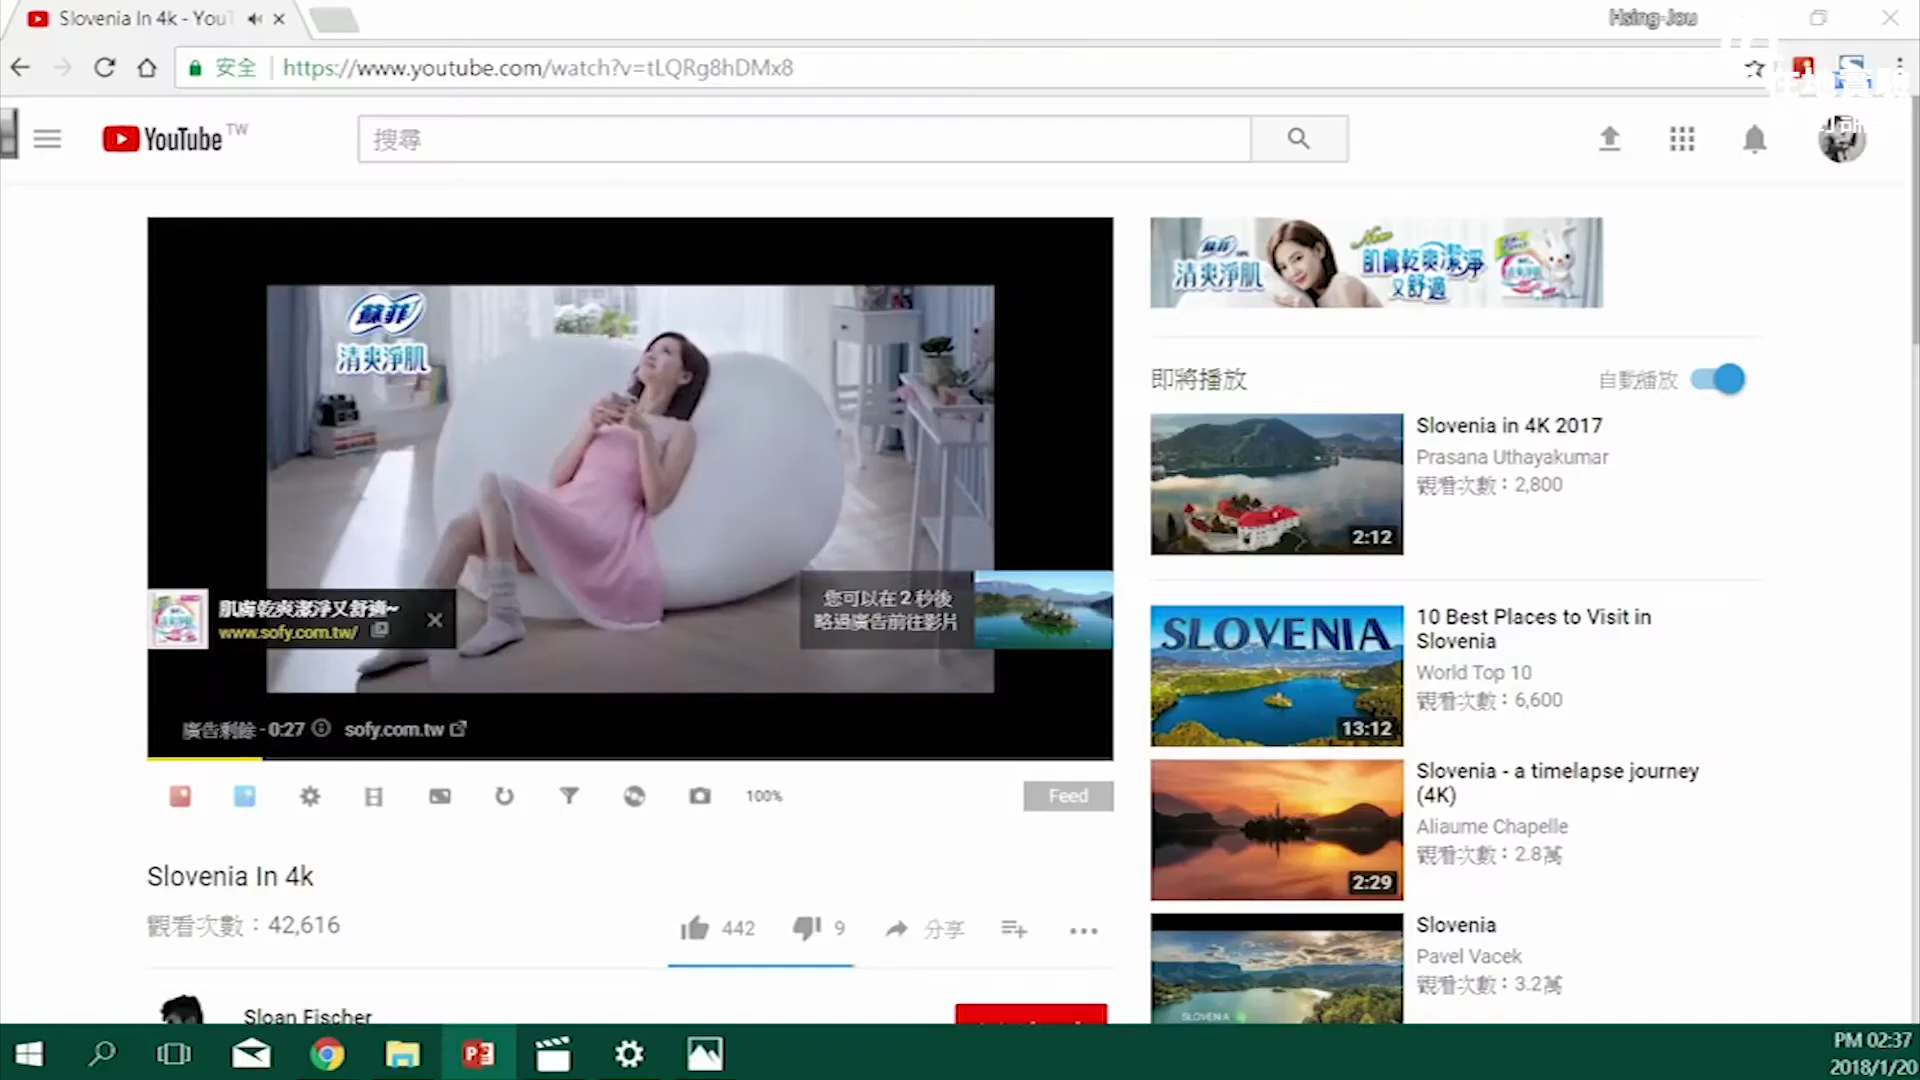 Slovenia In 4k - YouT
Hsing-Jou
安全
https://www.youtube.com/watch?v=tLQRg8hDMx8
YouTube TW
搜尋
蘇菲
清爽淨肌
肌膚乾爽潔淨又舒適~
www.sofy.com.tw/
您可以在 2 秒後
略過廣告前往影片
廣告剩餘 - 0:27
sofy.com.tw
100%
Feed
Slovenia In 4k
觀看次數：42,616
442
9
分享
Sloan Fischer
蘇菲
清爽淨肌
New
肌膚乾爽潔淨
又舒適
即將播放
自動播放
2:12
Slovenia in 4K 2017
Prasana Uthayakumar
觀看次數：2,800
SLOVENIA
13:12
10 Best Places to Visit in
Slovenia
World Top 10
觀看次數：6,600
2:29
Slovenia - a timelapse journey
(4K)
Aliaume Chapelle
觀看次數：2.8萬
SLOVENIA
Slovenia
Pavel Vacek
觀看次數：3.2萬
PM 02:37
2018/1/20